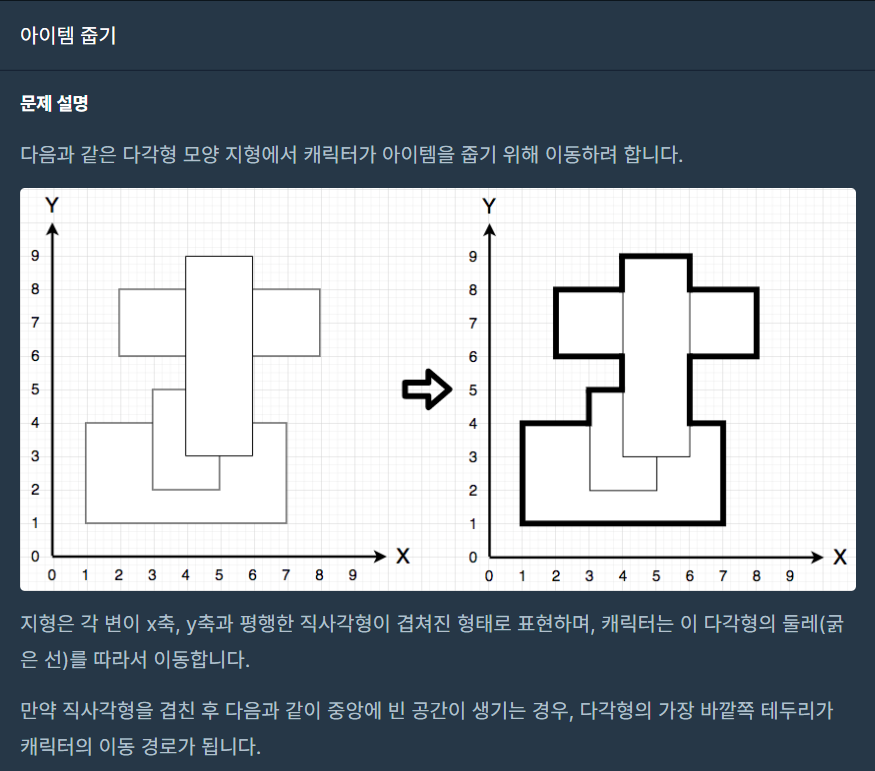 아이템 줍기
문제 설명
다음과 같은 다각형 모양 지형에서 캐릭터가 아이템을 줍기 위해 이동하려 합니다.
Y Y
9 9
8 8
7 7
6 6
5 5
4 4
3 3
2 2
1 1
0 X 0 X
0 1 2 3 4 5 6 7 8 9 0 1 2 3 4 5 6 7 8 9
지형은 각 변이 x축, y축과 평행한 직사각형이 겹쳐진 형태로 표현하며, 캐릭터는 이 다각형의 둘레(굵
은 선)를 따라서 이동합니다.
만약 직사각형을 겹친 후 다음과 같이 중앙에 빈 공간이 생기는 경우, 다각형의 가장 바깥쪽 테두리가
캐릭터의 이동 경로가 됩니다.